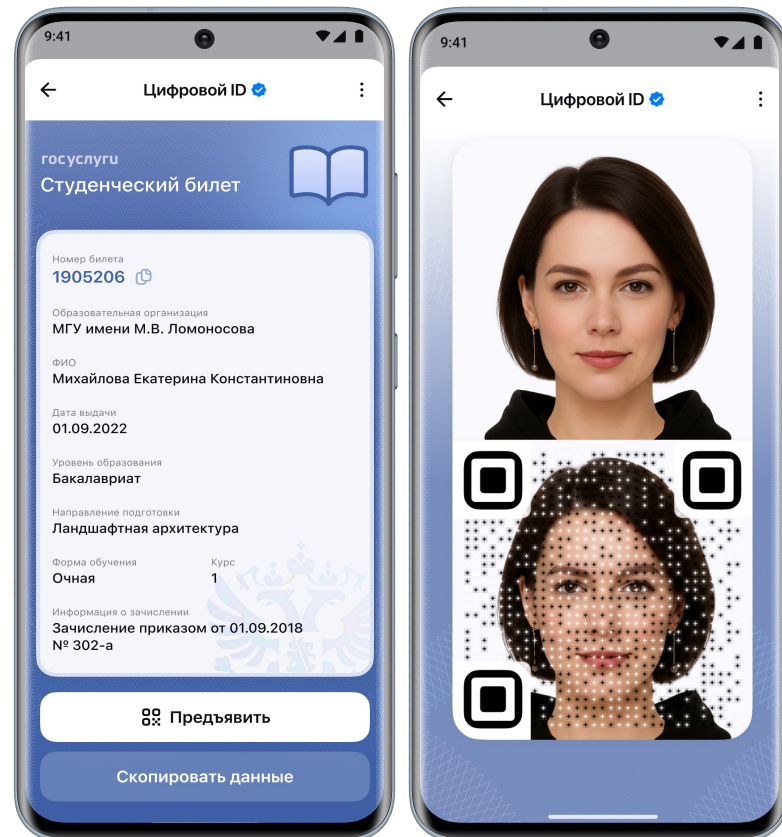 9:41
Цифровой ID
госуслуги
Студенческий билет
Номер билета
1905206
Образовательная организация
МГУ имени М.В. Ломоносова
ФИО
Михайлова Екатерина Константиновна
Дата выдачи
01.09.2022
Уровень образования
Бакалавриат
Направление подготовки
Ландшафтная архитектура
Форма обучения Курс
Очная 1
Информация о зачислении
Зачисление приказом от 01.09.2018
№ 302-а
Предъявить
Скопировать данные
9:41
Цифровой ID